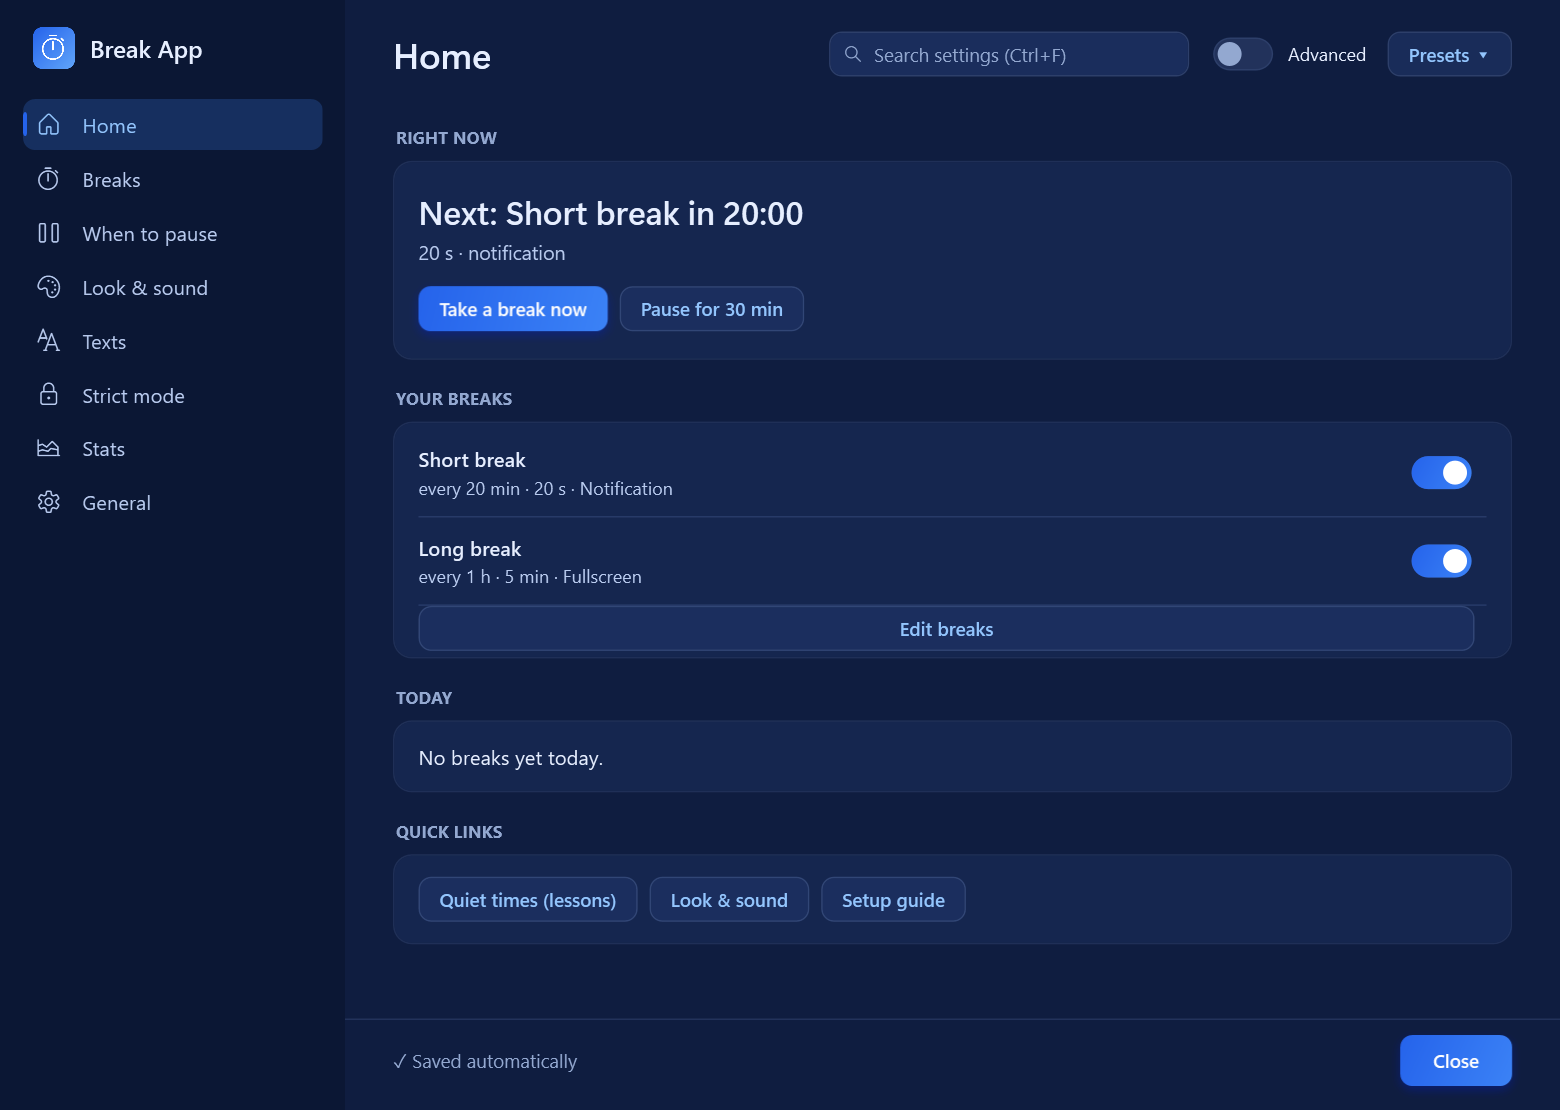 Break App
Home
Breaks
When to pause
Look & sound
Texts
Strict mode
Stats
General
Home
Search settings (Ctrl+F)
Advanced
Presets ▾
RIGHT NOW
Next: Short break in 20:00
20 s · notification
Take a break now
Pause for 30 min
YOUR BREAKS
Short break
every 20 min · 20 s · Notification
Long break
every 1 h · 5 min · Fullscreen
Edit breaks
TODAY
No breaks yet today.
QUICK LINKS
Quiet times (lessons)
Look & sound
Setup guide
✓ Saved automatically
Close